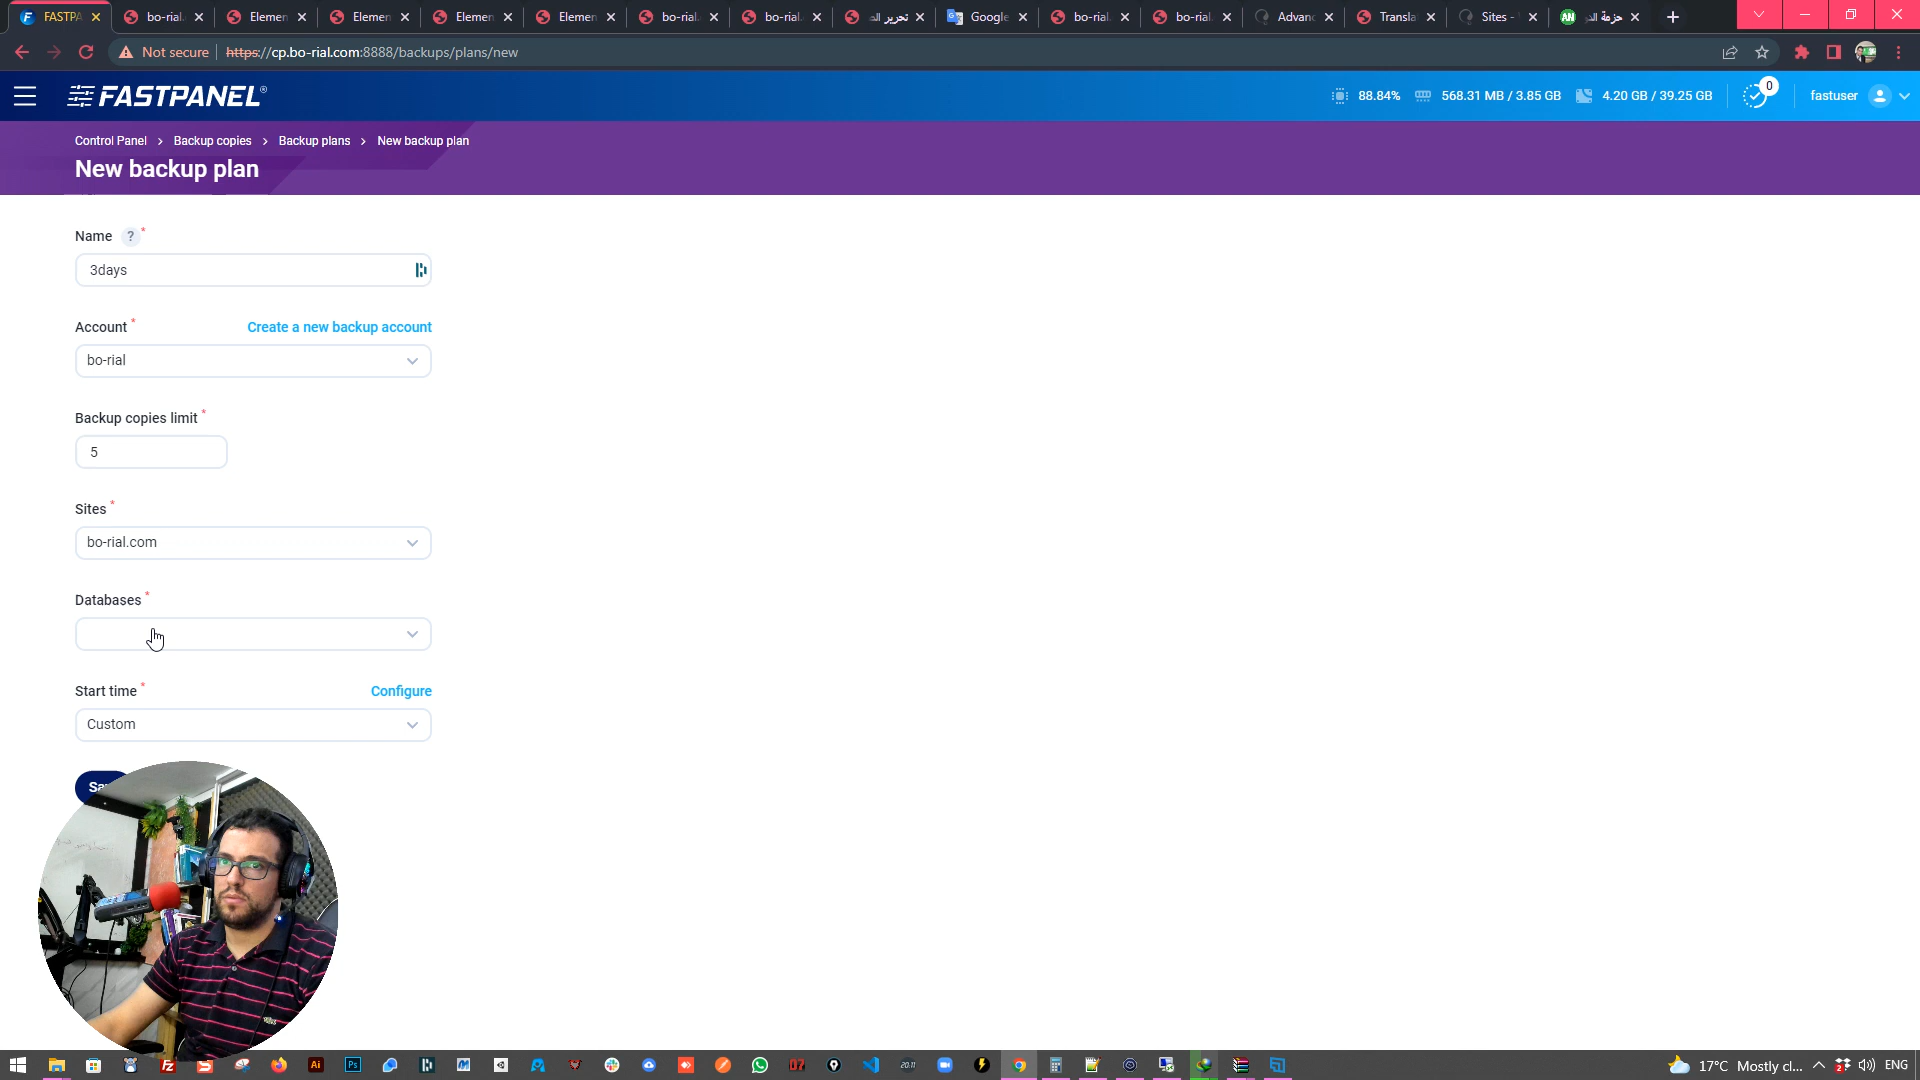 FASTPA
bo-rial
Elemen
Elemen
Elemen
Elemen
bo-rial.
bo-rial.
تحرير الص
Google
bo-rial.
bo-rial.
Advanc
Transla
Sites -
حزمة الد
Not secure
https://cp.bo-rial.com:8888/backups/plans/new
FASTPANEL®
88.84%
568.31 MB / 3.85 GB
4.20 GB / 39.25 GB
0
fastuser
Control Panel > Backup copies > Backup plans > New backup plan
New backup plan
Name ? *
3days
Account * Create a new backup account
bo-rial
Backup copies limit *
5
Sites *
bo-rial.com
Databases *
Start time * Configure
Custom
17°C Mostly cl...
ENG